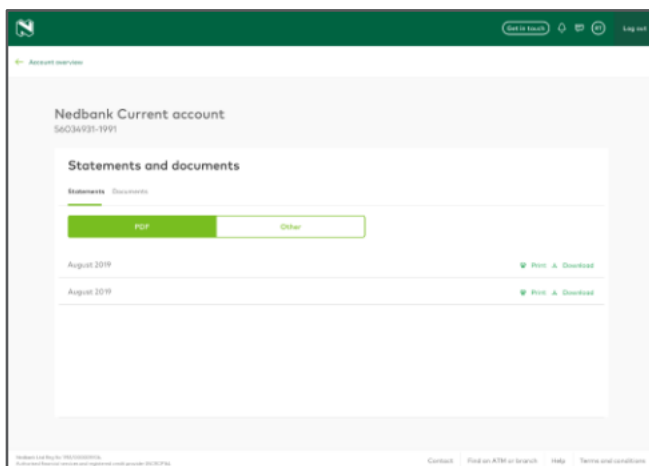 N
Get in touch
Log out
Account overview
Nedbank Current account
S6034931-1991
Statements and documents
Statements Documents
PDF Other
August 2019 Print Download
August 2019 Print Download
Contact Find an ATM or branch Help Terms and conditions